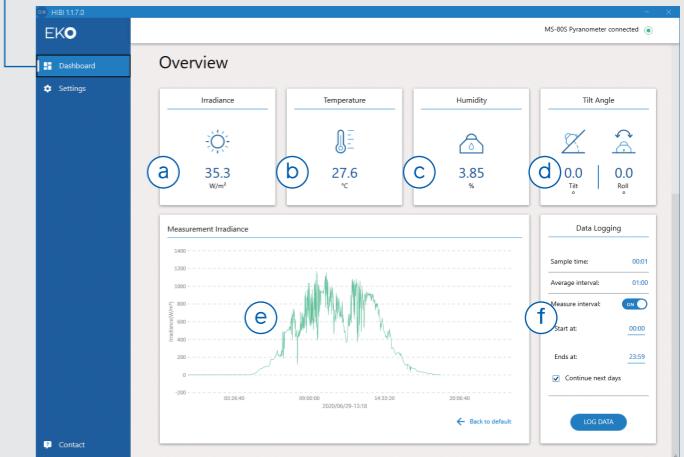 HIBI 1.1.7.0
EKO
MS-80S Pyranometer connected
Dashboard
Settings
Overview
Irradiance
Temperature
Humidity
Tilt Angle
a
35.3
W/m²
b
27.6
°C
c
3.85
%
d
0.0
Tilt
°
0.0
Roll
°
Measurement Irradiance
1400
1200
1000
800
600
400
200
0
-200
Irradiance(W/m²)
e
03:26:40
09:00:00
14:33:20
20:06:40
2020/06/29-13:18
Back to default
Data Logging
Sample time: 00:01
Average interval: 01:00
Measure interval: ON
f
Start at: 00:00
Ends at: 23:59
Continue next days
LOG DATA
Contact